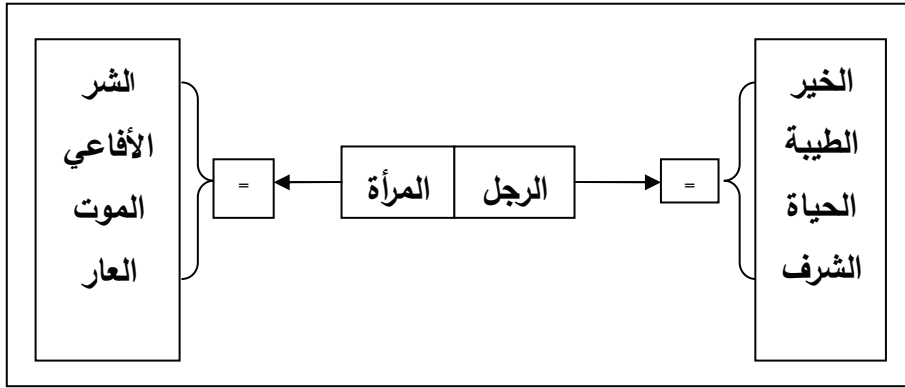 الخير
الطيبة
الحياة
الشرف
=
الرجل
المرأة
=
الشر
الأفاعي
الموت
العار